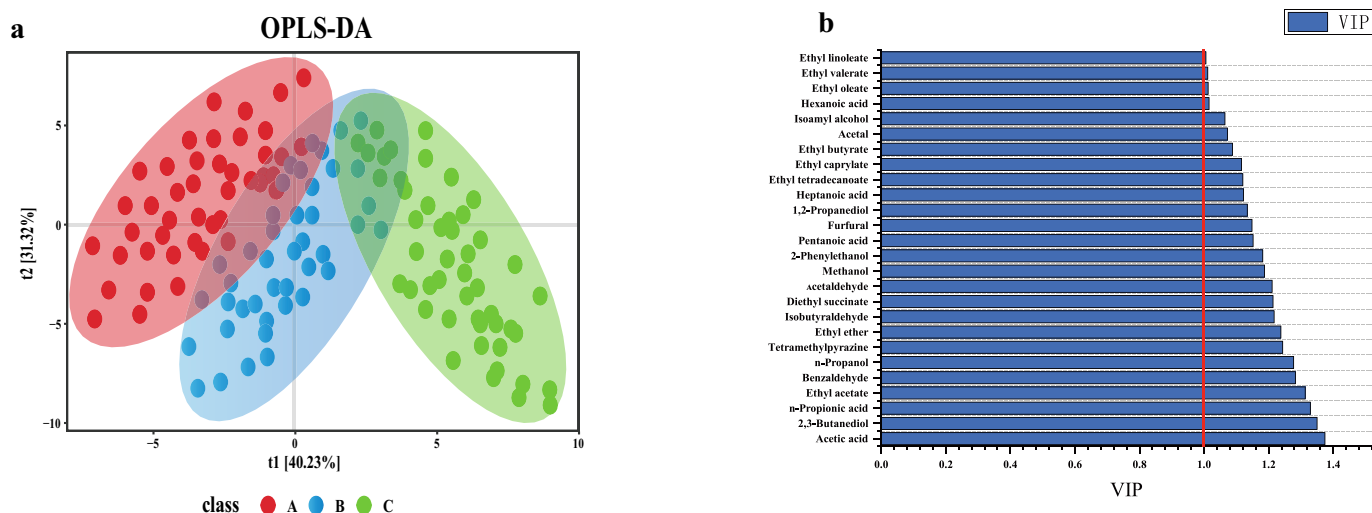 a
OPLS-DA
t2 [31.32%]
5
0
−5
−10
−5
0
5
10
t1 [40.23%]
class A B C
b
VIP
Ethyl linoleate
Ethyl valerate
Ethyl oleate
Hexanoic acid
Isoamyl alcohol
Acetal
Ethyl butyrate
Ethyl caprylate
Ethyl tetradecanoate
Heptanoic acid
1,2-Propanediol
Furfural
Pentanoic acid
2-Phenylethanol
Methanol
Acetaldehyde
Diethyl succinate
Isobutyraldehyde
Ethyl ether
Tetramethylpyrazine
n-Propanol
Benzaldehyde
Ethyl acetate
n-Propionic acid
2,3-Butanediol
Acetic acid
0.0 0.2 0.4 0.6 0.8 1.0 1.2 1.4
VIP